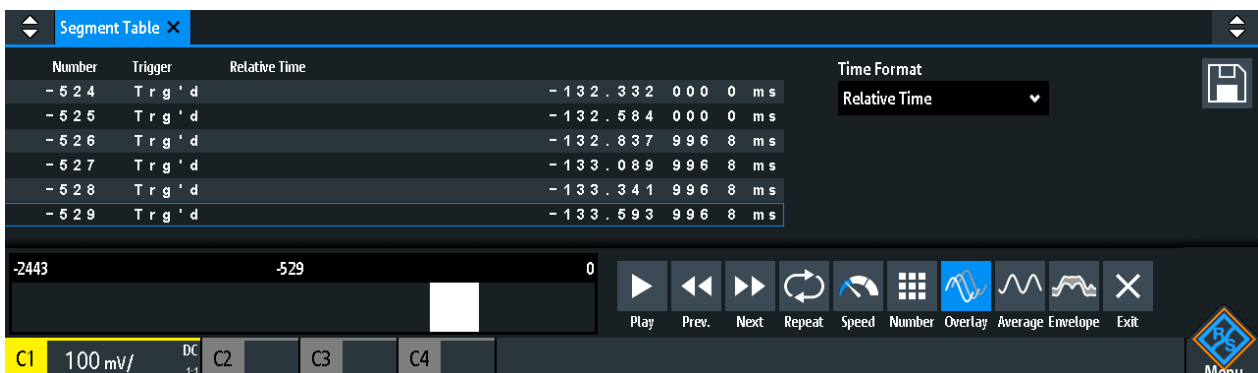 Segment Table
Number Trigger Relative Time
-524 Trg'd -132.332 000 0 ms
-525 Trg'd -132.584 000 0 ms
-526 Trg'd -132.837 996 8 ms
-527 Trg'd -133.089 996 8 ms
-528 Trg'd -133.341 996 8 ms
-529 Trg'd -133.593 996 8 ms
Time Format
Relative Time
-2443 -529 0
Play Prev. Next Repeat Speed Number Overlay Average Envelope Exit
C1 100 mV/ DC 1:1 C2 C3 C4
R&S
Menu